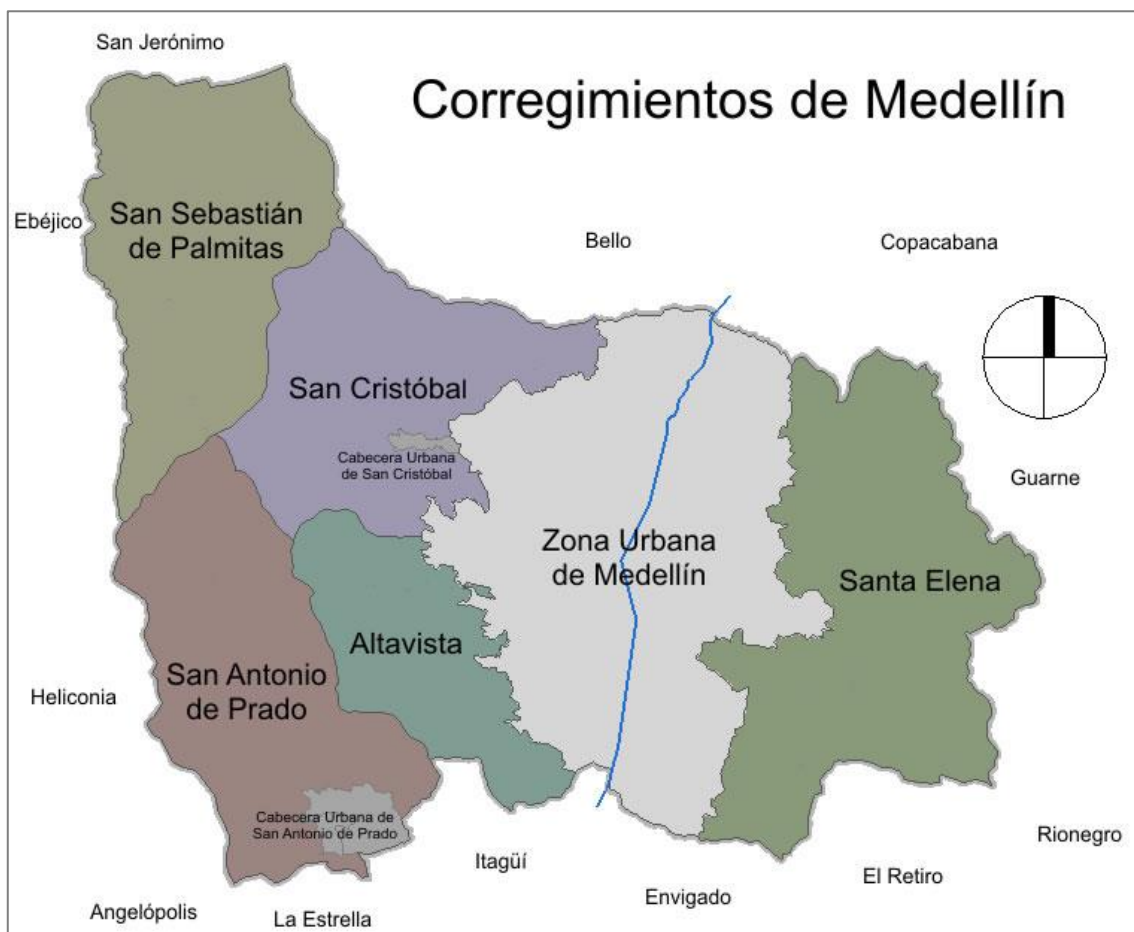 San Jerónimo
Corregimientos de Medellín
Ebéjico
San Sebastián
de Palmitas
Bello
Copacabana
San Cristóbal
Cabecera Urbana
de San Cristóbal
Guarne
Zona Urbana
de Medellín
Santa Elena
Altavista
San Antonio
de Prado
Heliconia
Cabecera Urbana de
San Antonio de Prado
Itagüí
Rionegro
El Retiro
Envigado
Angelópolis
La Estrella